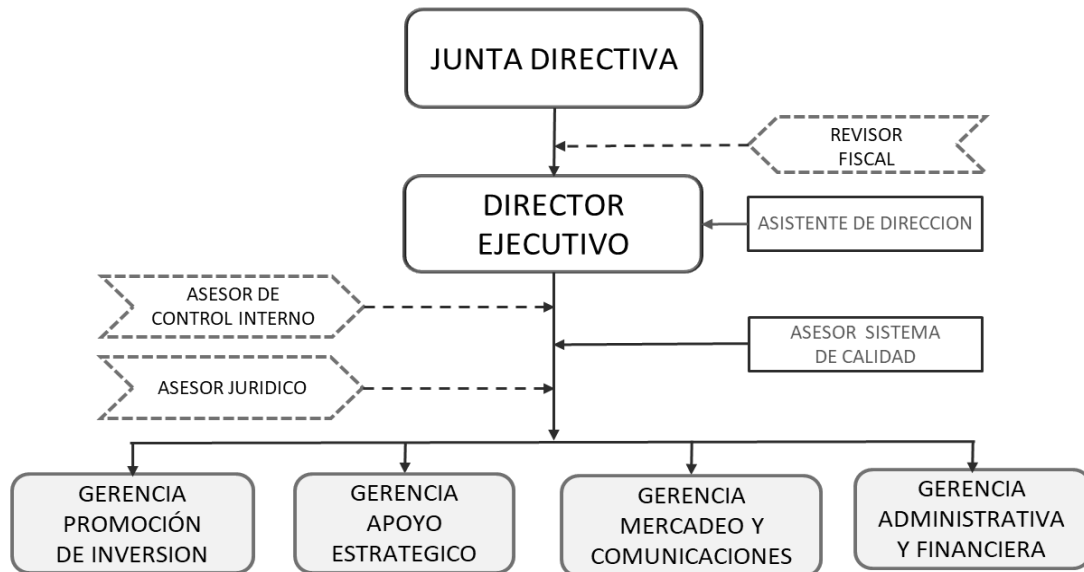 JUNTA DIRECTIVA
REVISOR
FISCAL
DIRECTOR
EJECUTIVO
ASISTENTE DE DIRECCION
ASESOR DE
CONTROL INTERNO
ASESOR SISTEMA
DE CALIDAD
ASESOR JURIDICO
GERENCIA
PROMOCIÓN
DE INVERSION
GERENCIA
APOYO
ESTRATEGICO
GERENCIA
MERCADEO Y
COMUNICACIONES
GERENCIA
ADMINISTRATIVA
Y FINANCIERA